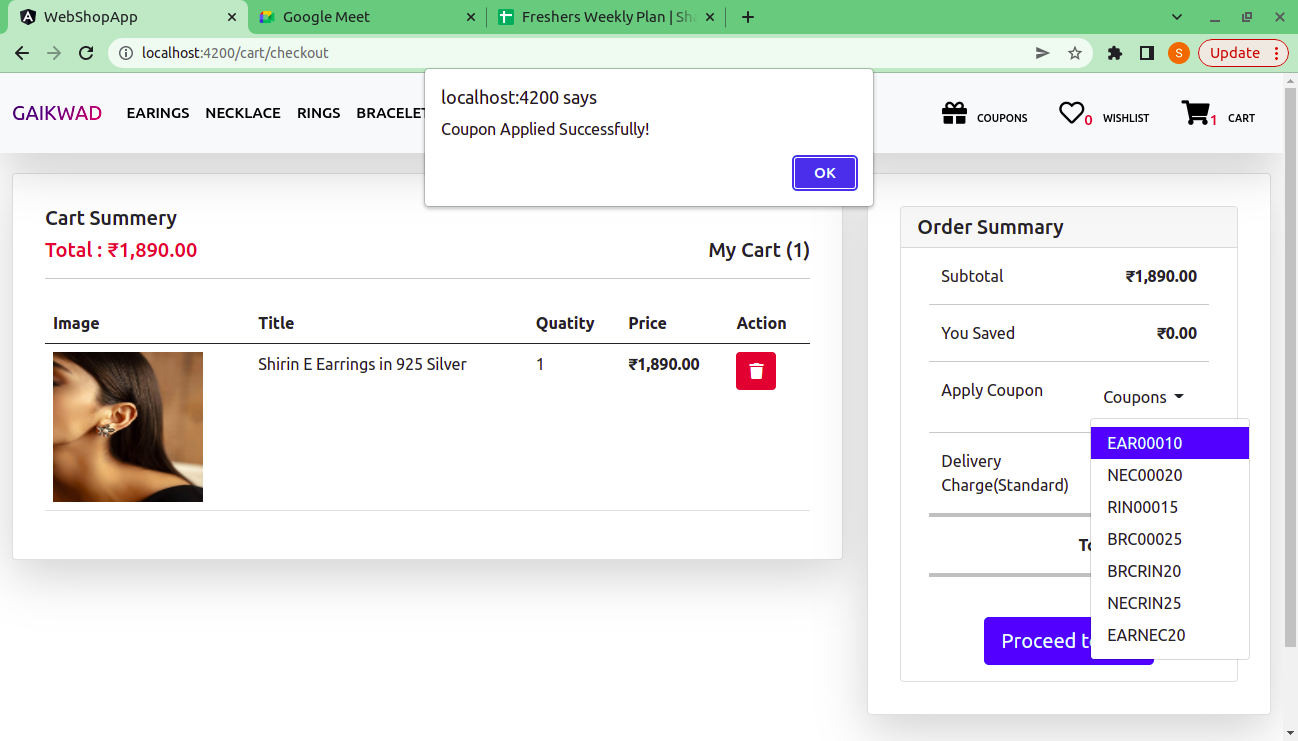 WebShopApp
Google Meet
Freshers Weekly Plan | Sh
localhost:4200/cart/checkout
S
Update
localhost:4200 says
Coupon Applied Successfully!
OK
GAIKWAD
EARINGS
NECKLACE
RINGS
BRACELET
COUPONS
0
WISHLIST
1
CART
Cart Summery
Total : ₹1,890.00
My Cart (1)
Image Title Quatity Price Action
Shirin E Earrings in 925 Silver 1 ₹1,890.00
Order Summary
Subtotal ₹1,890.00
You Saved ₹0.00
Apply Coupon
Coupons
EAR00010
NEC00020
RIN00015
BRC00025
BRCRIN20
NECRIN25
EARNEC20
Delivery
Charge(Standard)
Proceed